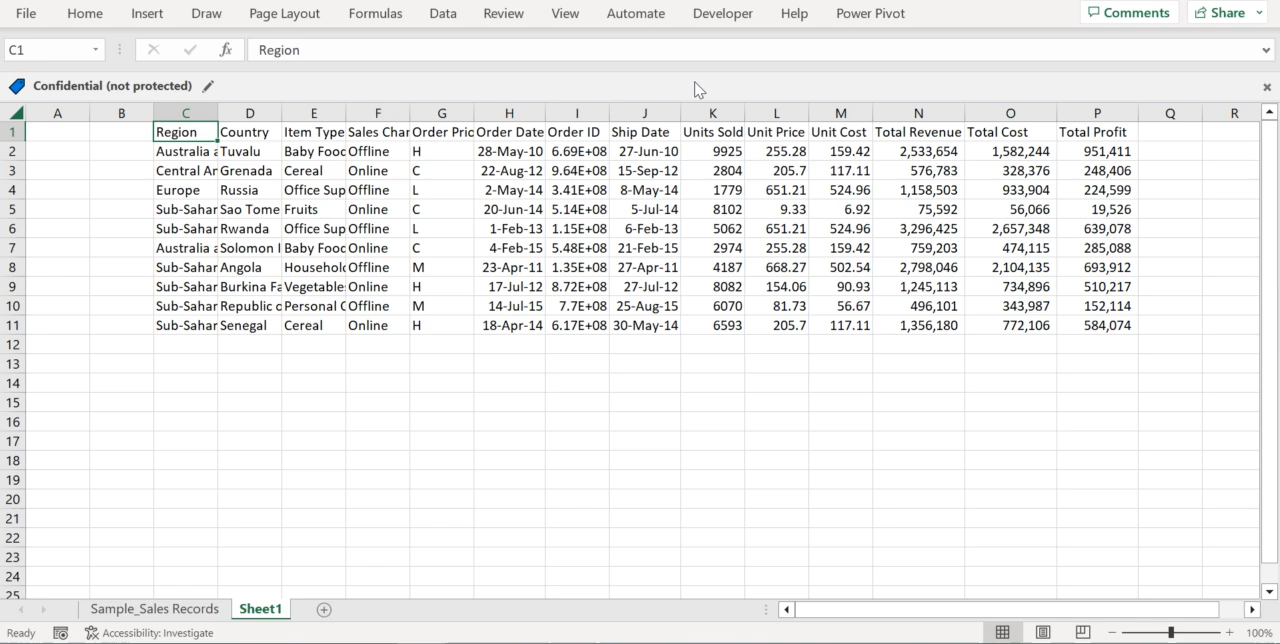 File Home Insert Draw Page Layout Formulas Data Review View Automate Developer Help Power Pivot Comments Share
C1 fx Region
Confidential (not protected)
A B C D E F G H I J K L M N O P Q R
1 Region Country Item Type Sales Char Order Pric Order Date Order ID Ship Date Units Sold Unit Price Unit Cost Total Revenue Total Cost Total Profit
2 Australia a Tuvalu Baby Food Offline H 28-May-10 6.69E+08 27-Jun-10 9925 255.28 159.42 2,533,654 1,582,244 951,411
3 Central Am Grenada Cereal Online C 22-Aug-12 9.64E+08 15-Sep-12 2804 205.7 117.11 576,783 328,376 248,406
4 Europe Russia Office Sup Offline L 2-May-14 3.41E+08 8-May-14 1779 651.21 524.96 1,158,503 933,904 224,599
5 Sub-Sahar Sao Tome Fruits Online C 20-Jun-14 5.14E+08 5-Jul-14 8102 9.33 6.92 75,592 56,066 19,526
6 Sub-Sahar Rwanda Office Sup Offline L 1-Feb-13 1.15E+08 6-Feb-13 5062 651.21 524.96 3,296,425 2,657,348 639,078
7 Australia a Solomon I Baby Food Online C 4-Feb-15 5.48E+08 21-Feb-15 2974 255.28 159.42 759,203 474,115 285,088
8 Sub-Sahar Angola Househol Offline M 23-Apr-11 1.35E+08 27-Apr-11 4187 668.27 502.54 2,798,046 2,104,135 693,912
9 Sub-Sahar Burkina Fa Vegetable Online H 17-Jul-12 8.72E+08 27-Jul-12 8082 154.06 90.93 1,245,113 734,896 510,217
10 Sub-Sahar Republic o Personal C Offline M 14-Jul-15 7.7E+08 25-Aug-15 6070 81.73 56.67 496,101 343,987 152,114
11 Sub-Sahar Senegal Cereal Online H 18-Apr-14 6.17E+08 30-May-14 6593 205.7 117.11 1,356,180 772,106 584,074
12
13
14
15
16
17
18
19
20
21
22
23
24
25
Sample_Sales Records Sheet1
Ready Accessibility: Investigate 100%